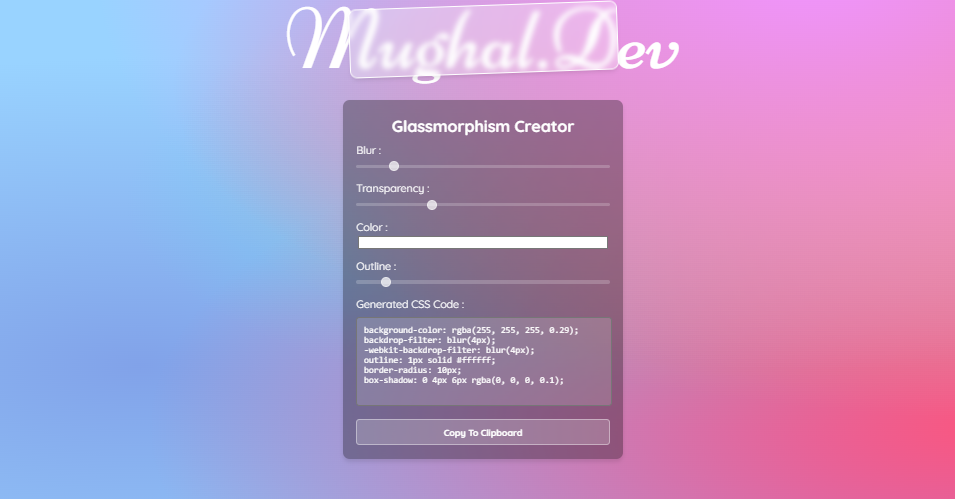 Mughal.Dev
Glassmorphism Creator
Blur :
Transparency :
Color :
Outline :
Generated CSS Code :
background-color: rgba(255, 255, 255, 0.29);
backdrop-filter: blur(4px);
-webkit-backdrop-filter: blur(4px);
outline: 1px solid #ffffff;
border-radius: 10px;
box-shadow: 0 4px 6px rgba(0, 0, 0, 0.1);
Copy To Clipboard